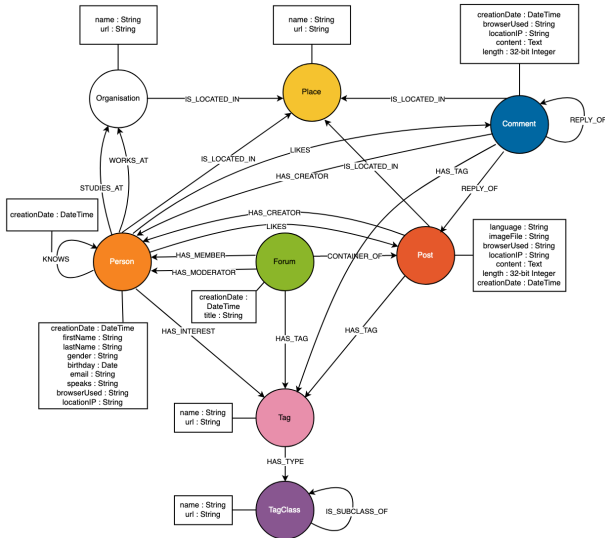 name : String
url : String
name : String
url : String
creationDate : DateTime
browserUsed : String
locationIP : String
content : Text
length : 32-bit Integer
Organisation
IS_LOCATED_IN
Place
IS_LOCATED_IN
Comment
REPLY_OF
WORKS_AT
STUDIES_AT
IS_LOCATED_IN
LIKES
IS_LOCATED_IN
HAS_TAG
HAS_CREATOR
REPLY_OF
creationDate : DateTime
KNOWS
Person
HAS_CREATOR
LIKES
HAS_MEMBER
HAS_MODERATOR
Forum
CONTAINER_OF
Post
language : String
imageFile : String
browserUsed : String
locationIP : String
content : Text
length : 32-bit Integer
creationDate : DateTime
creationDate :
DateTime
title : String
HAS_INTEREST
HAS_TAG
HAS_TAG
creationDate : DateTime
firstName : String
lastName : String
gender : String
birthday : Date
email : String
speaks : String
browserUsed : String
locationIP : String
name : String
url : String
Tag
HAS_TYPE
name : String
url : String
TagClass
IS_SUBCLASS_OF